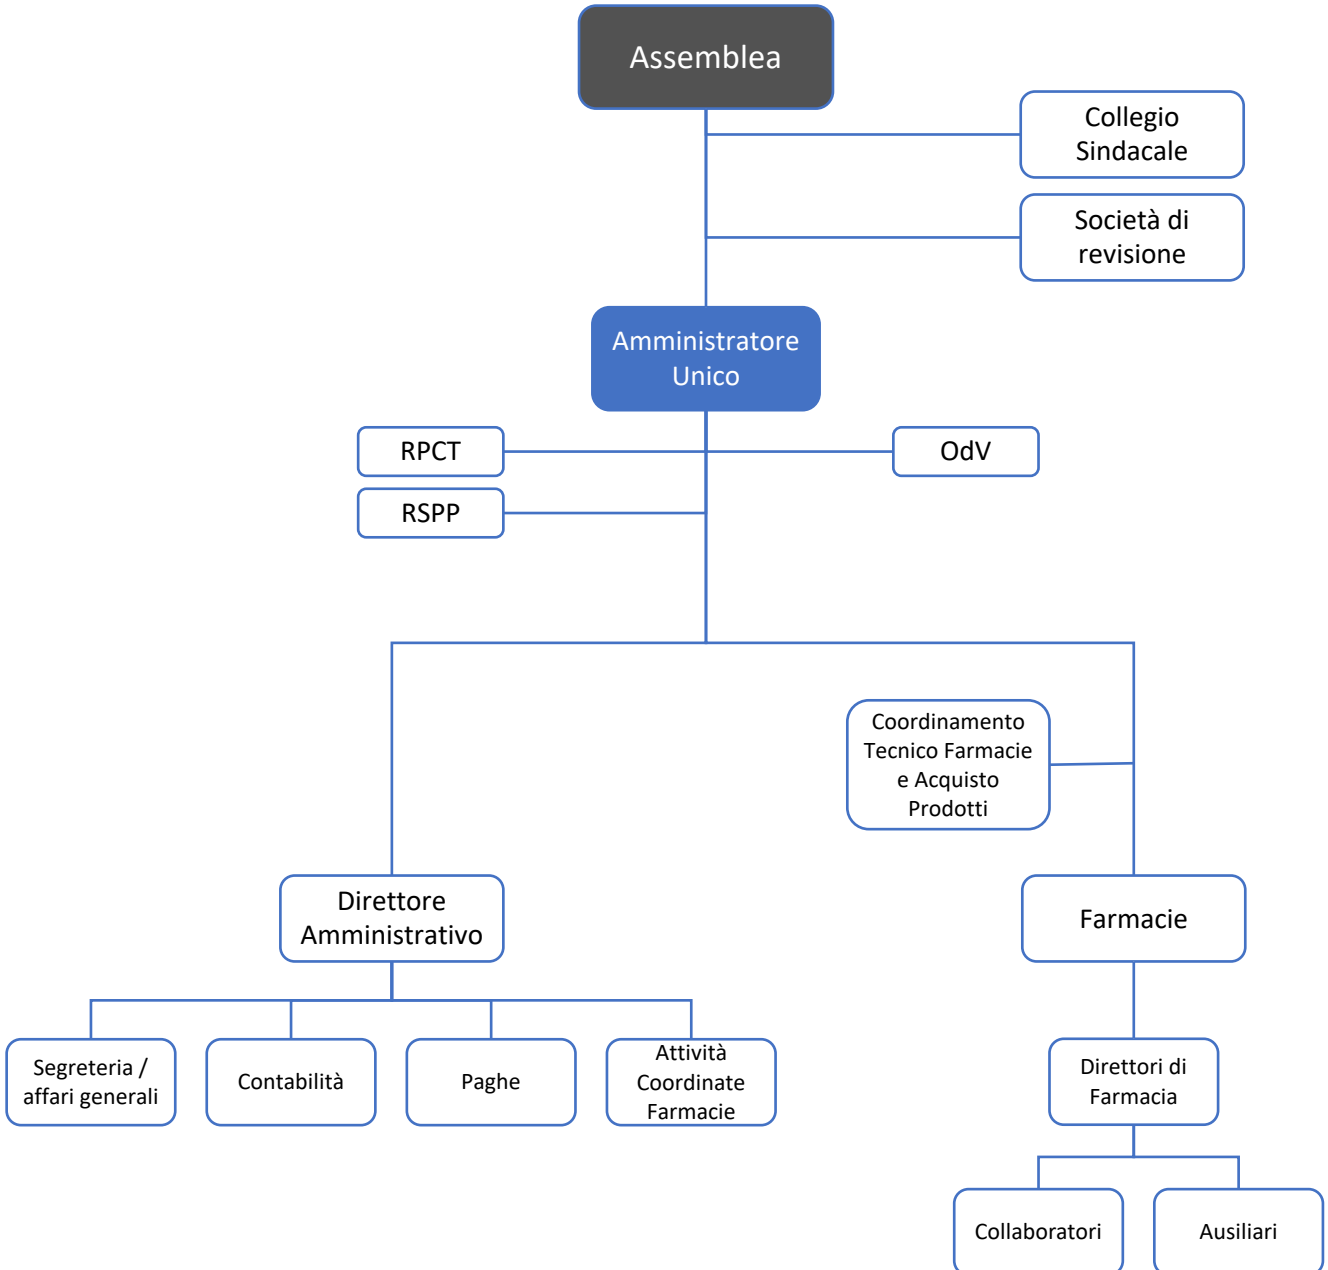 Assemblea
Collegio
Sindacale
Società di
revisione
Amministratore
Unico
RPCT
OdV
RSPP
Coordinamento
Tecnico Farmacie
e Acquisto
Prodotti
Direttore
Amministrativo
Farmacie
Segreteria /
affari generali
Contabilità
Paghe
Attività
Coordinate
Farmacie
Direttori di
Farmacia
Collaboratori
Ausiliari